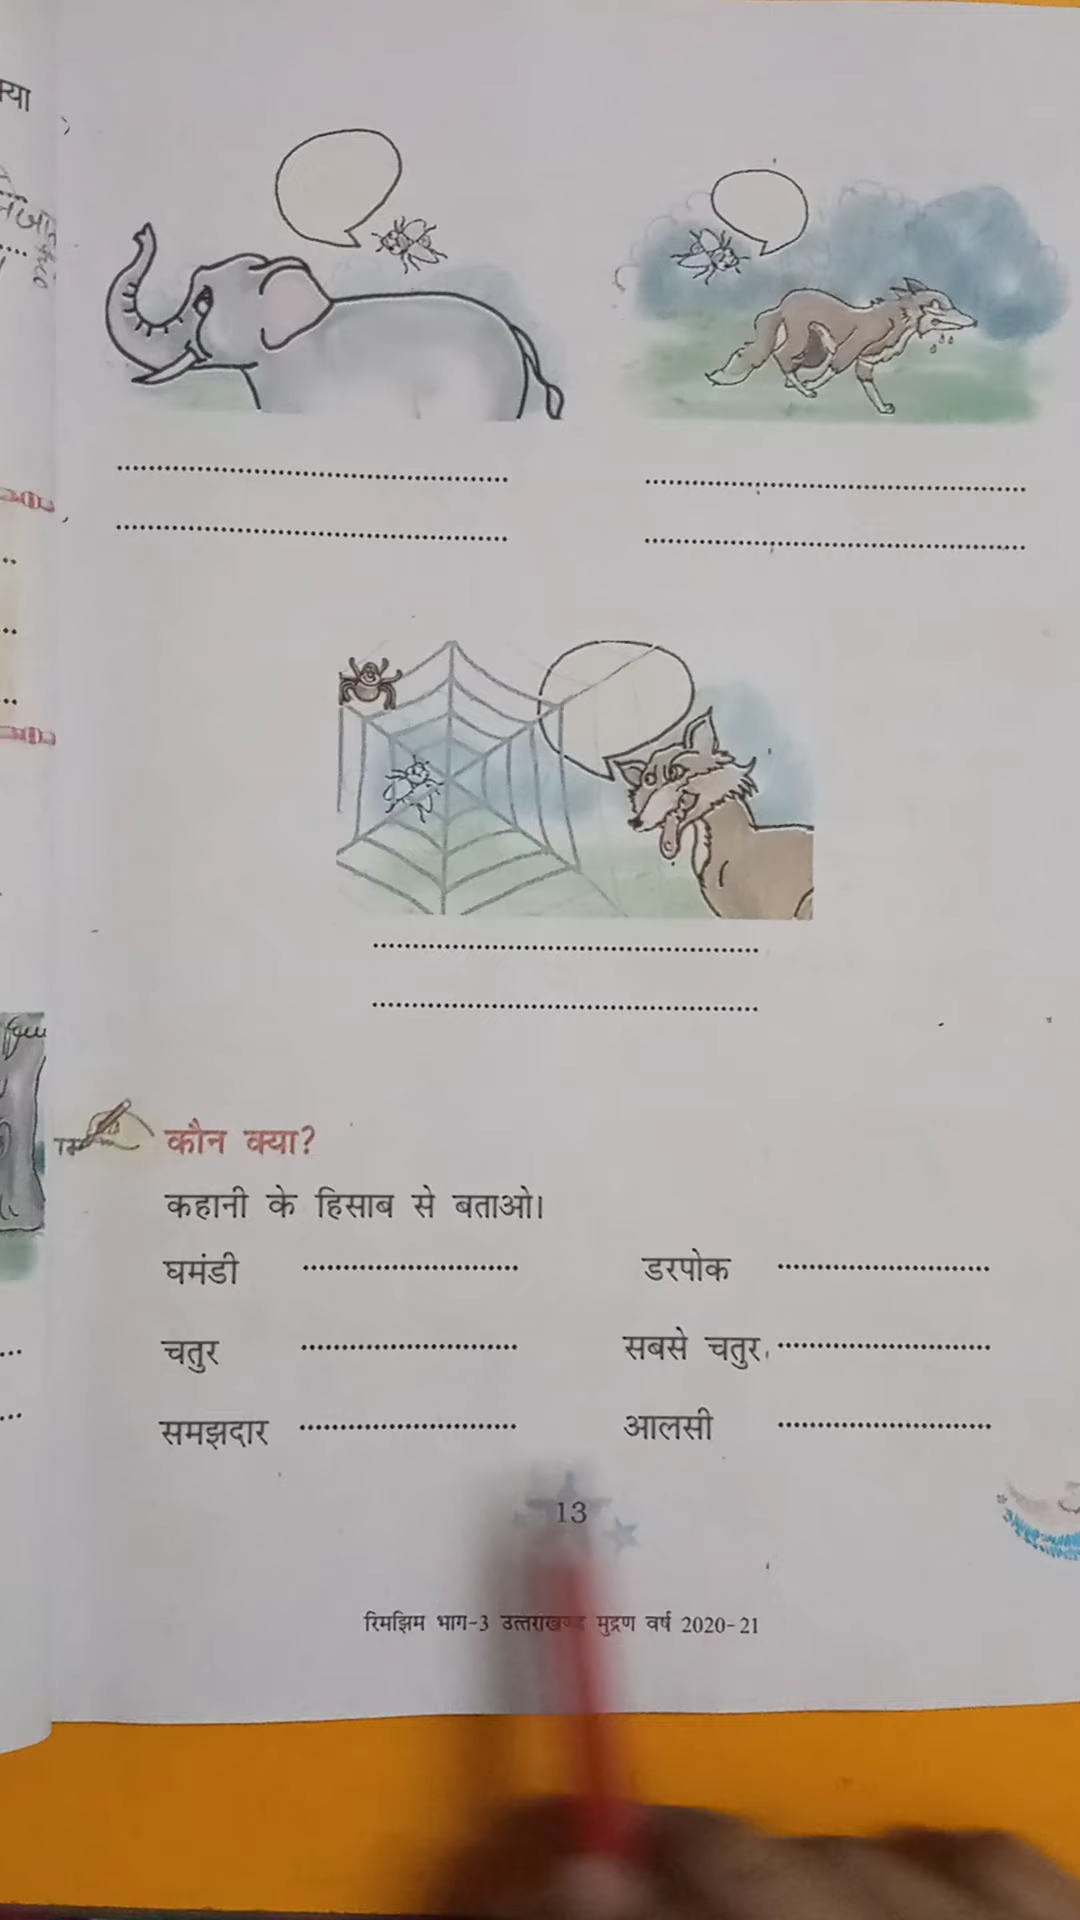 क्या
कौन क्या?
कहानी के हिसाब से बताओ।
घमंडी .......................... डरपोक ..........................
चतुर .......................... सबसे चतुर ..........................
समझदार .......................... आलसी ..........................
13
रिमझिम भाग-3 उत्तराखण्ड मुद्रण वर्ष 2020-21